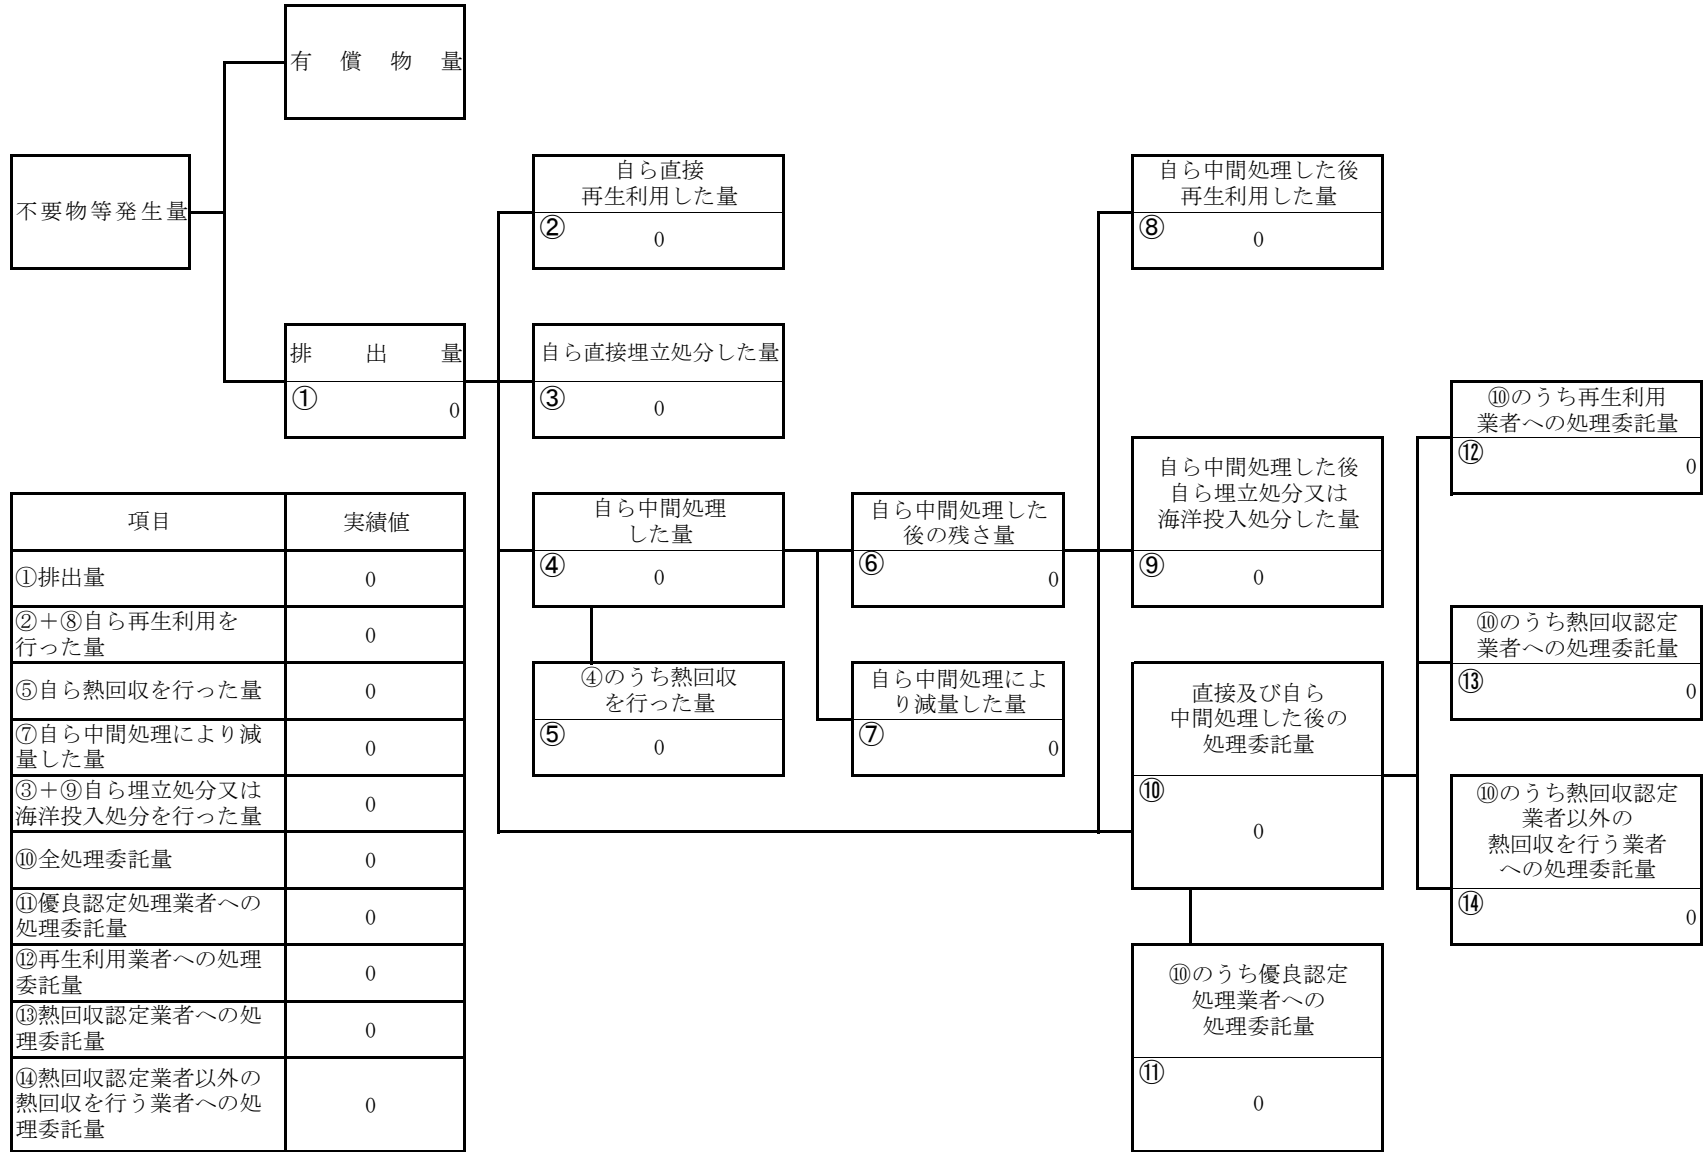 有償物量
不要物等発生量
自ら直接
再生利用した量
②
0
自ら中間処理した後
再生利用した量
⑧
0
排出量
①
0
自ら直接埋立処分した量
③
0
⑩のうち再生利用
業者への処理委託量
⑫
0
自ら中間処理した後
自ら埋立処分又は
海洋投入処分した量
⑨
0
自ら中間処理
した量
④
0
自ら中間処理した
後の残さ量
⑥
0
④のうち熱回収
を行った量
⑤
0
自ら中間処理によ
り減量した量
⑦
0
直接及び自ら
中間処理した後の
処理委託量
⑩
0
⑩のうち熱回収認定
業者への処理委託量
⑬
0
⑩のうち熱回収認定
業者以外の
熱回収を行う業者
への処理委託量
⑭
0
⑩のうち優良認定
処理業者への
処理委託量
⑪
0
項目 実績値
①排出量 0
②＋⑧自ら再生利用を
行った量 0
⑤自ら熱回収を行った量 0
⑦自ら中間処理により減
量した量 0
③＋⑨自ら埋立処分又は
海洋投入処分を行った量 0
⑩全処理委託量 0
⑪優良認定処理業者への
処理委託量 0
⑫再生利用業者への処理
委託量 0
⑬熱回収認定業者への処
理委託量 0
⑭熱回収認定業者以外の
熱回収を行う業者への処
理委託量 0